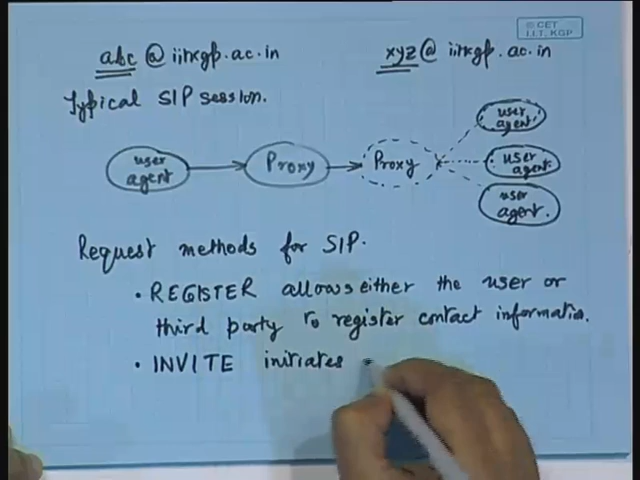 © CET
I.I.T. KGP
abc @ iitkgp.ac.in xyz @ iitkgp.ac.in
Typical SIP session.
user agent Proxy Proxy user agent user agent user agent.
Request methods for SIP.
• REGISTER allows either the user or
third party to register contact information.
• INVITE initiates